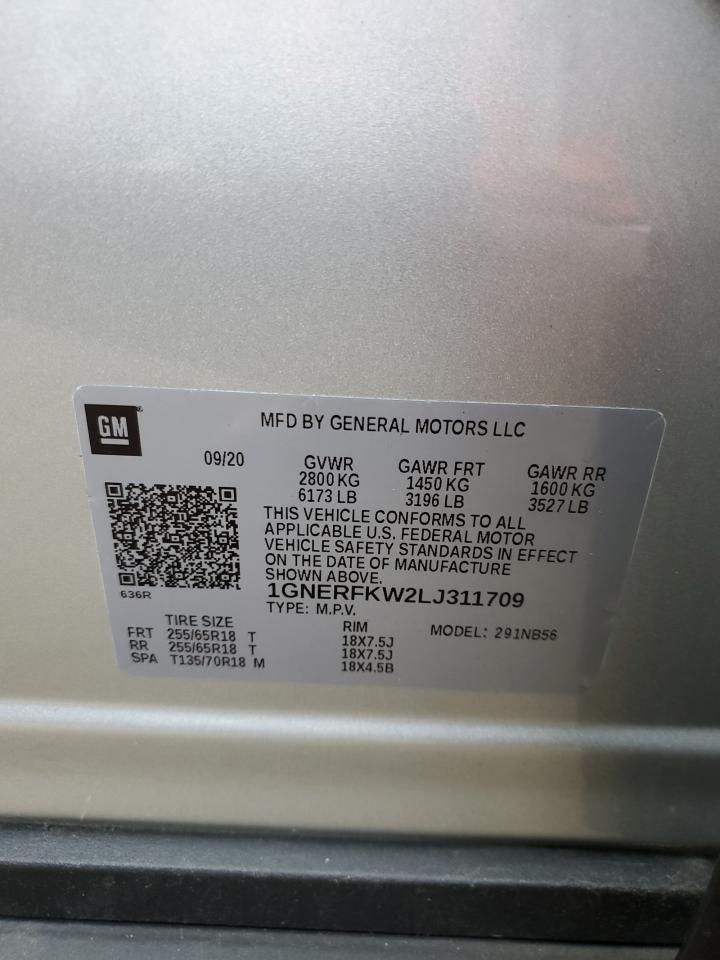 GM
MFD BY GENERAL MOTORS LLC
09/20
GVWR GAWR FRT GAWR RR
2800 KG 1450 KG 1600 KG
6173 LB 3196 LB 3527 LB
THIS VEHICLE CONFORMS TO ALL
APPLICABLE U.S. FEDERAL MOTOR
VEHICLE SAFETY STANDARDS IN EFFECT
ON THE DATE OF MANUFACTURE
SHOWN ABOVE.
636R
1GNERFKW2LJ311709
TYPE: M.P.V.
TIRE SIZE RIM MODEL: 291NB56
FRT 255/65R18 T 18X7.5J
RR 255/65R18 T 18X7.5J
SPA T135/70R18 M 18X4.5B